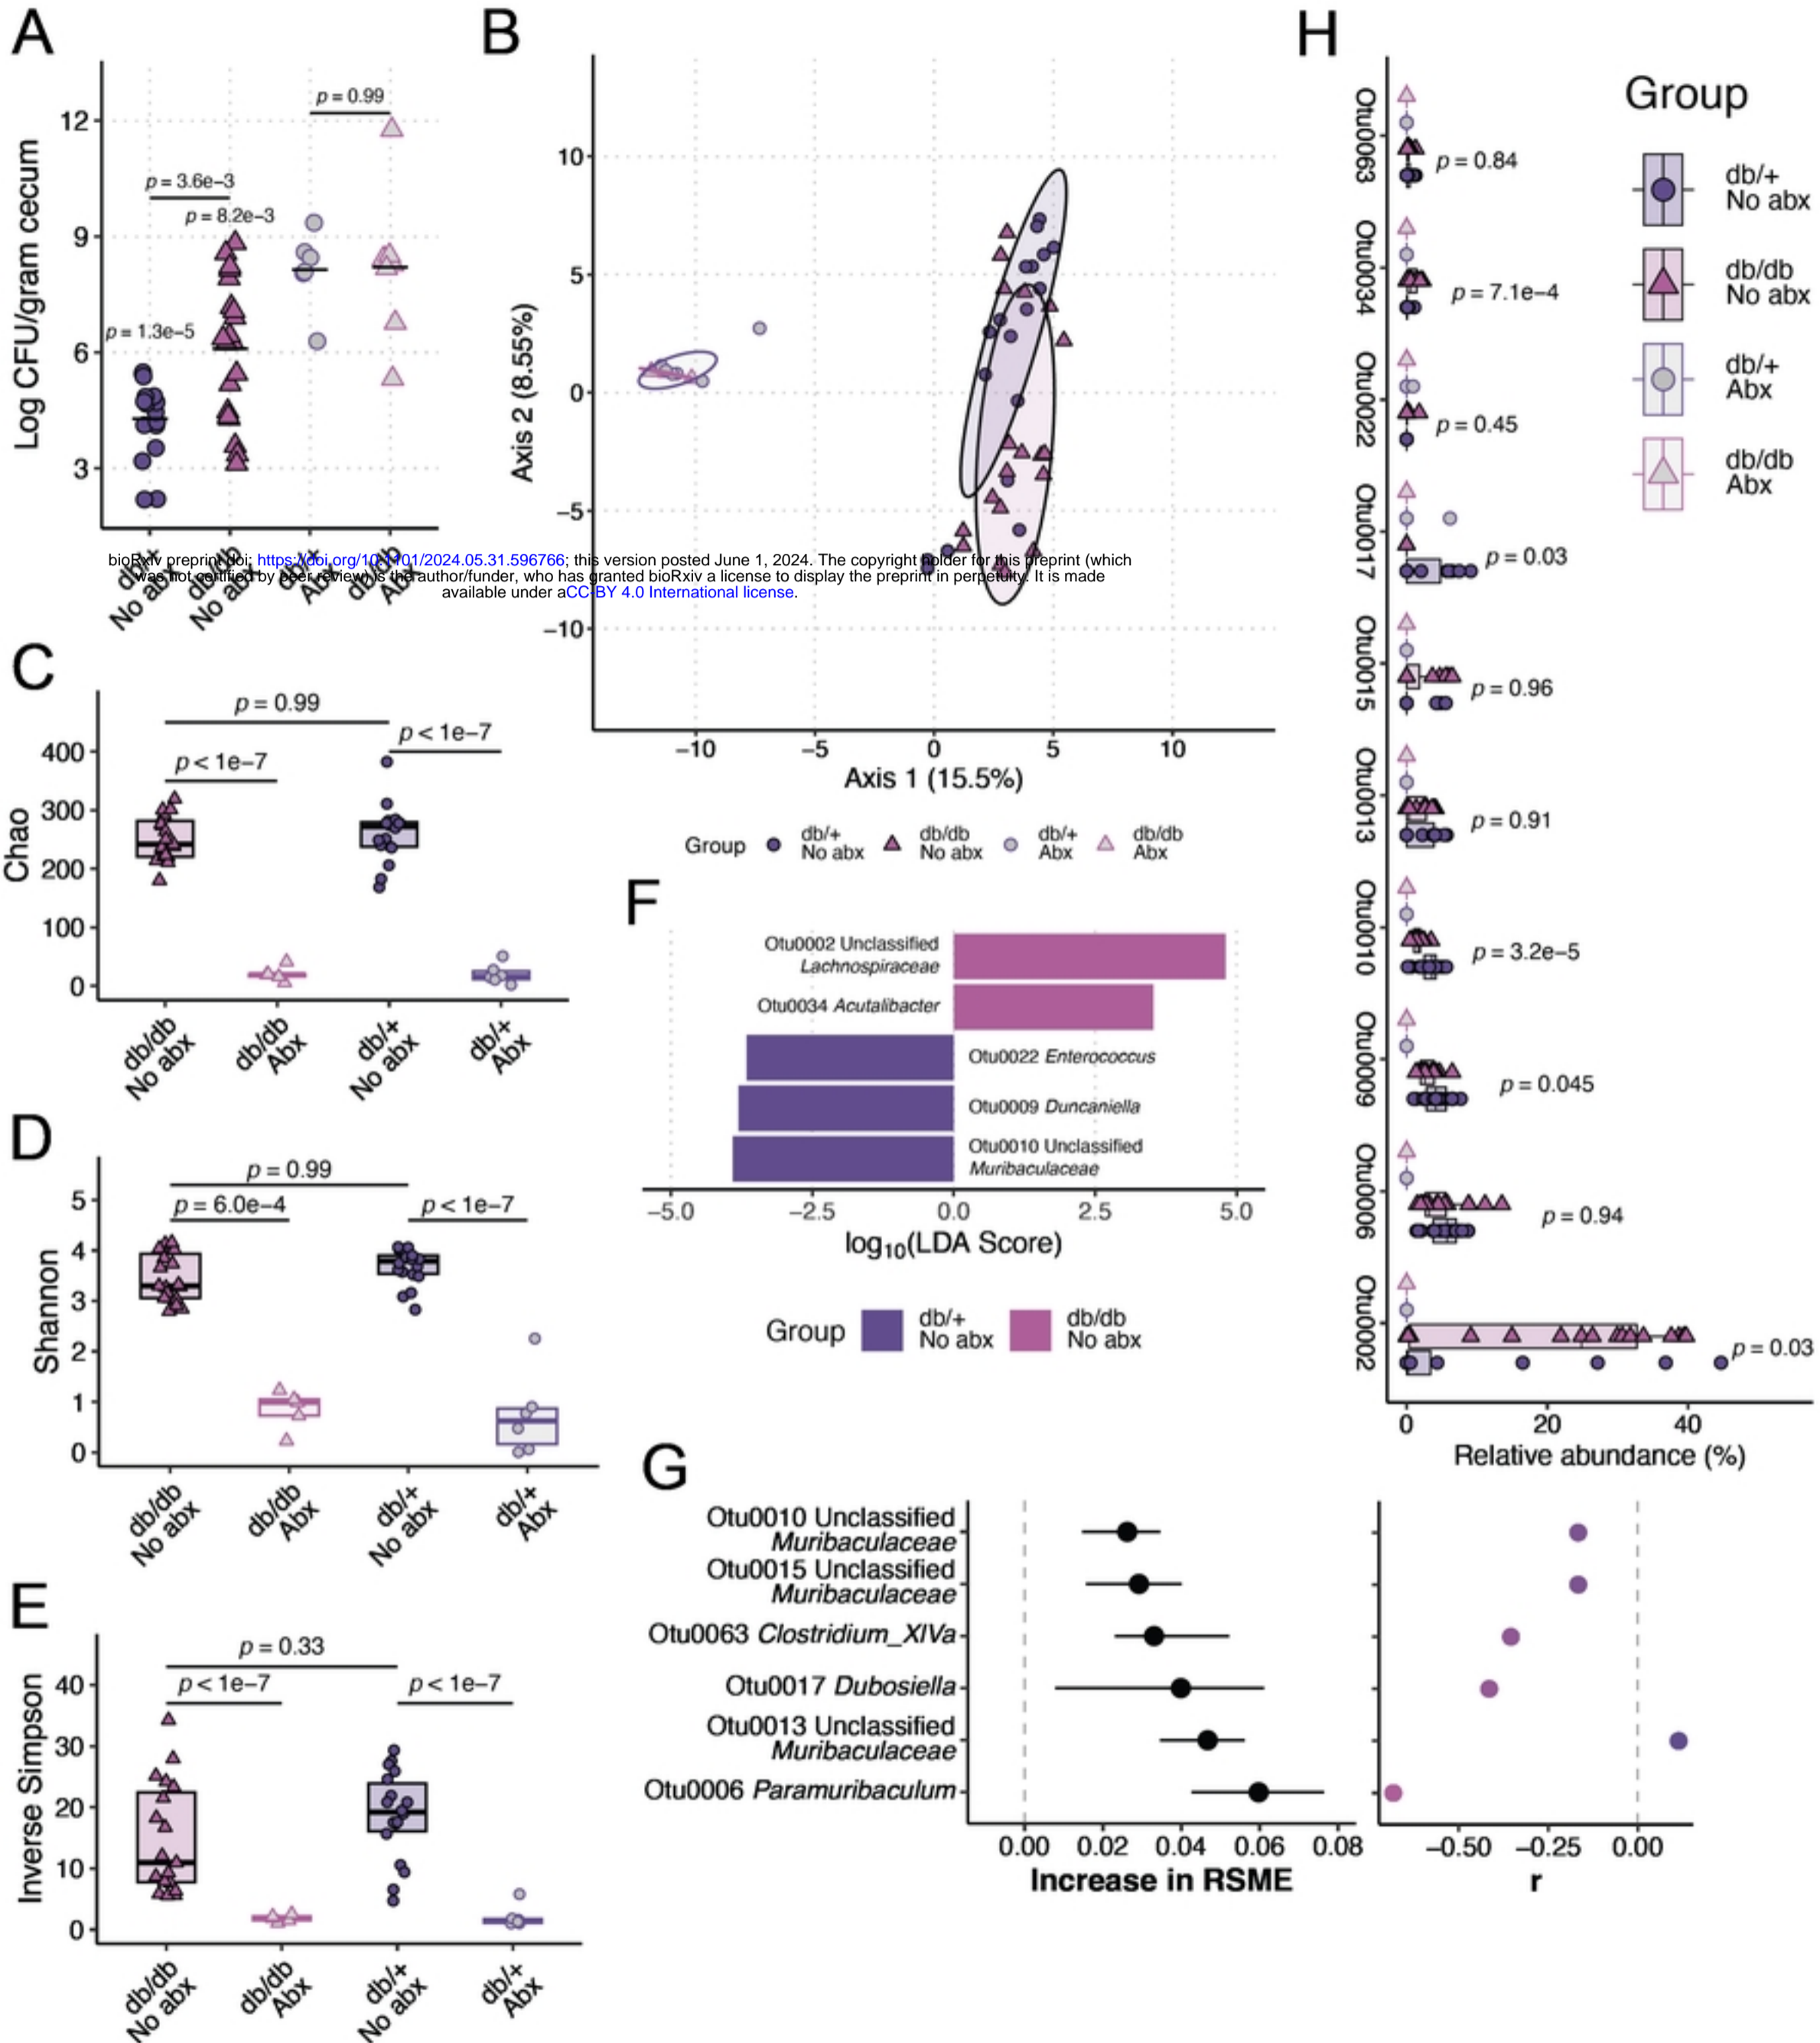 A
Log CFU/gram cecum
12
9
6
3
p = 0.99
p = 3.6e−3
p = 8.2e−3
p = 1.3e−5
db/+
No abx
db/db
No abx
db/+
Abx
db/db
Abx
bioRxiv preprint doi: https://doi.org/10.1101/2024.05.31.596766; this version posted June 1, 2024. The copyright holder for this preprint (which
was not certified by peer review) is the author/funder, who has granted bioRxiv a license to display the preprint in perpetuity. It is made
available under aCC-BY 4.0 International license.
B
Axis 2 (8.55%)
10
5
0
−5
−10
−10
−5
0
5
10
Axis 1 (15.5%)
Group
db/+
No abx
db/db
No abx
db/+
Abx
db/db
Abx
C
Chao
400
300
200
100
0
p = 0.99
p < 1e−7
p < 1e−7
db/db
No abx
db/db
Abx
db/+
No abx
db/+
Abx
D
Shannon
5
4
3
2
1
0
p = 0.99
p = 6.0e−4
p < 1e−7
db/db
No abx
db/db
Abx
db/+
No abx
db/+
Abx
E
Inverse Simpson
40
30
20
10
0
p = 0.33
p < 1e−7
p < 1e−7
db/db
No abx
db/db
Abx
db/+
No abx
db/+
Abx
F
Otu0002 Unclassified
Lachnospiraceae
Otu0034 Acutalibacter
Otu0022 Enterococcus
Otu0009 Duncaniella
Otu0010 Unclassified
Muribaculaceae
−5.0
−2.5
0.0
2.5
5.0
log10(LDA Score)
Group
db/+
No abx
db/db
No abx
G
Otu0010 Unclassified
Muribaculaceae
Otu0015 Unclassified
Muribaculaceae
Otu0063 Clostridium_XIVa
Otu0017 Dubosiella
Otu0013 Unclassified
Muribaculaceae
Otu0006 Paramuribaculum
0.00
0.02
0.04
0.06
0.08
Increase in RSME
−0.50
−0.25
0.00
r
H
Otu0063
p = 0.84
Otu0034
p = 7.1e−4
Otu0022
p = 0.45
Otu0017
p = 0.03
Otu0015
p = 0.96
Otu0013
p = 0.91
Otu0010
p = 3.2e−5
Otu0009
p = 0.045
Otu0006
p = 0.94
Otu0002
p = 0.03
0
20
40
Relative abundance (%)
Group
db/+
No abx
db/db
No abx
db/+
Abx
db/db
Abx